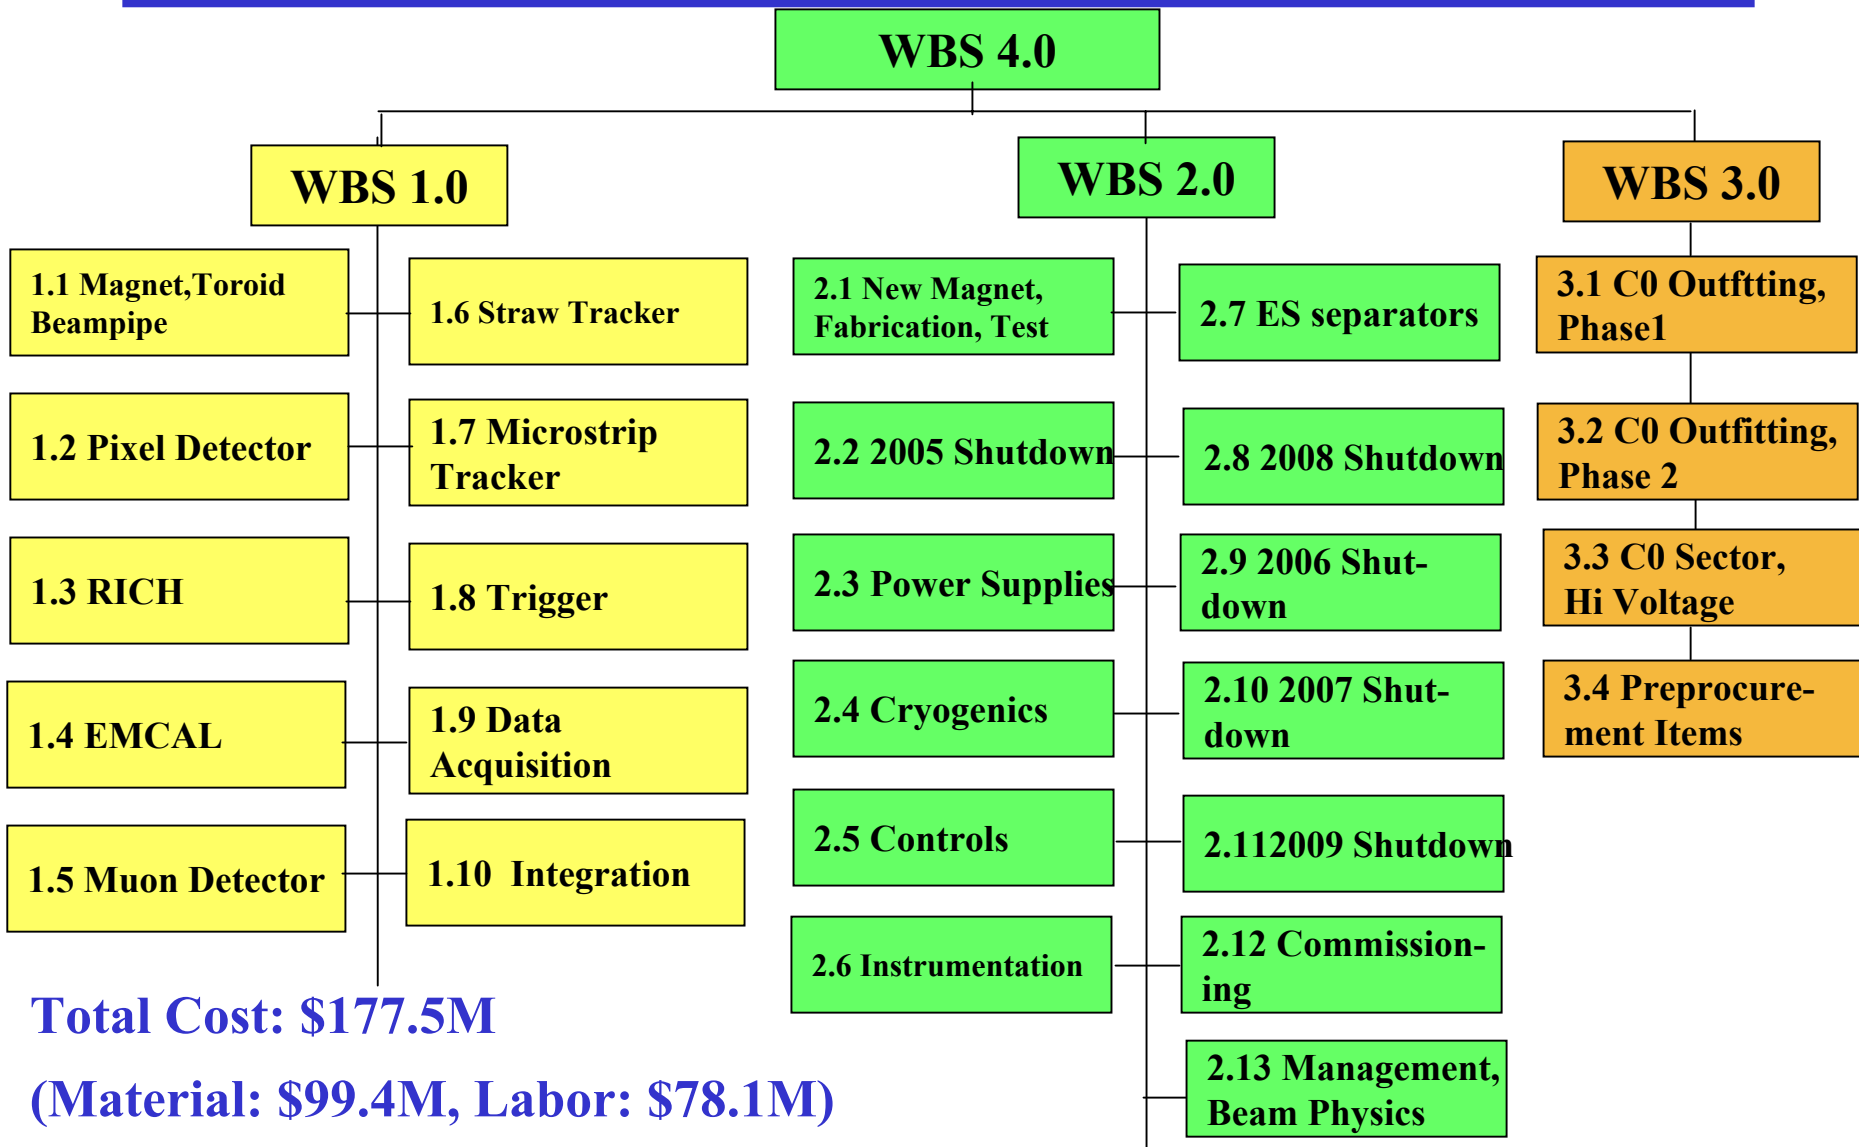 WBS 4.0
WBS 1.0
WBS 2.0
WBS 3.0
1.1 Magnet,Toroid
Beampipe
1.6 Straw Tracker
1.2 Pixel Detector
1.7 Microstrip
Tracker
1.3 RICH
1.8 Trigger
1.4 EMCAL
1.9 Data
Acquisition
1.5 Muon Detector
1.10 Integration
2.1 New Magnet,
Fabrication, Test
2.7 ES separators
2.2 2005 Shutdown
2.8 2008 Shutdown
2.3 Power Supplies
2.9 2006 Shut-
down
2.4 Cryogenics
2.10 2007 Shut-
down
2.5 Controls
2.112009 Shutdown
2.6 Instrumentation
2.12 Commission-
ing
2.13 Management,
Beam Physics
3.1 C0 Outftting,
Phase1
3.2 C0 Outfitting,
Phase 2
3.3 C0 Sector,
Hi Voltage
3.4 Preprocure-
ment Items
Total Cost: $177.5M
(Material: $99.4M, Labor: $78.1M)